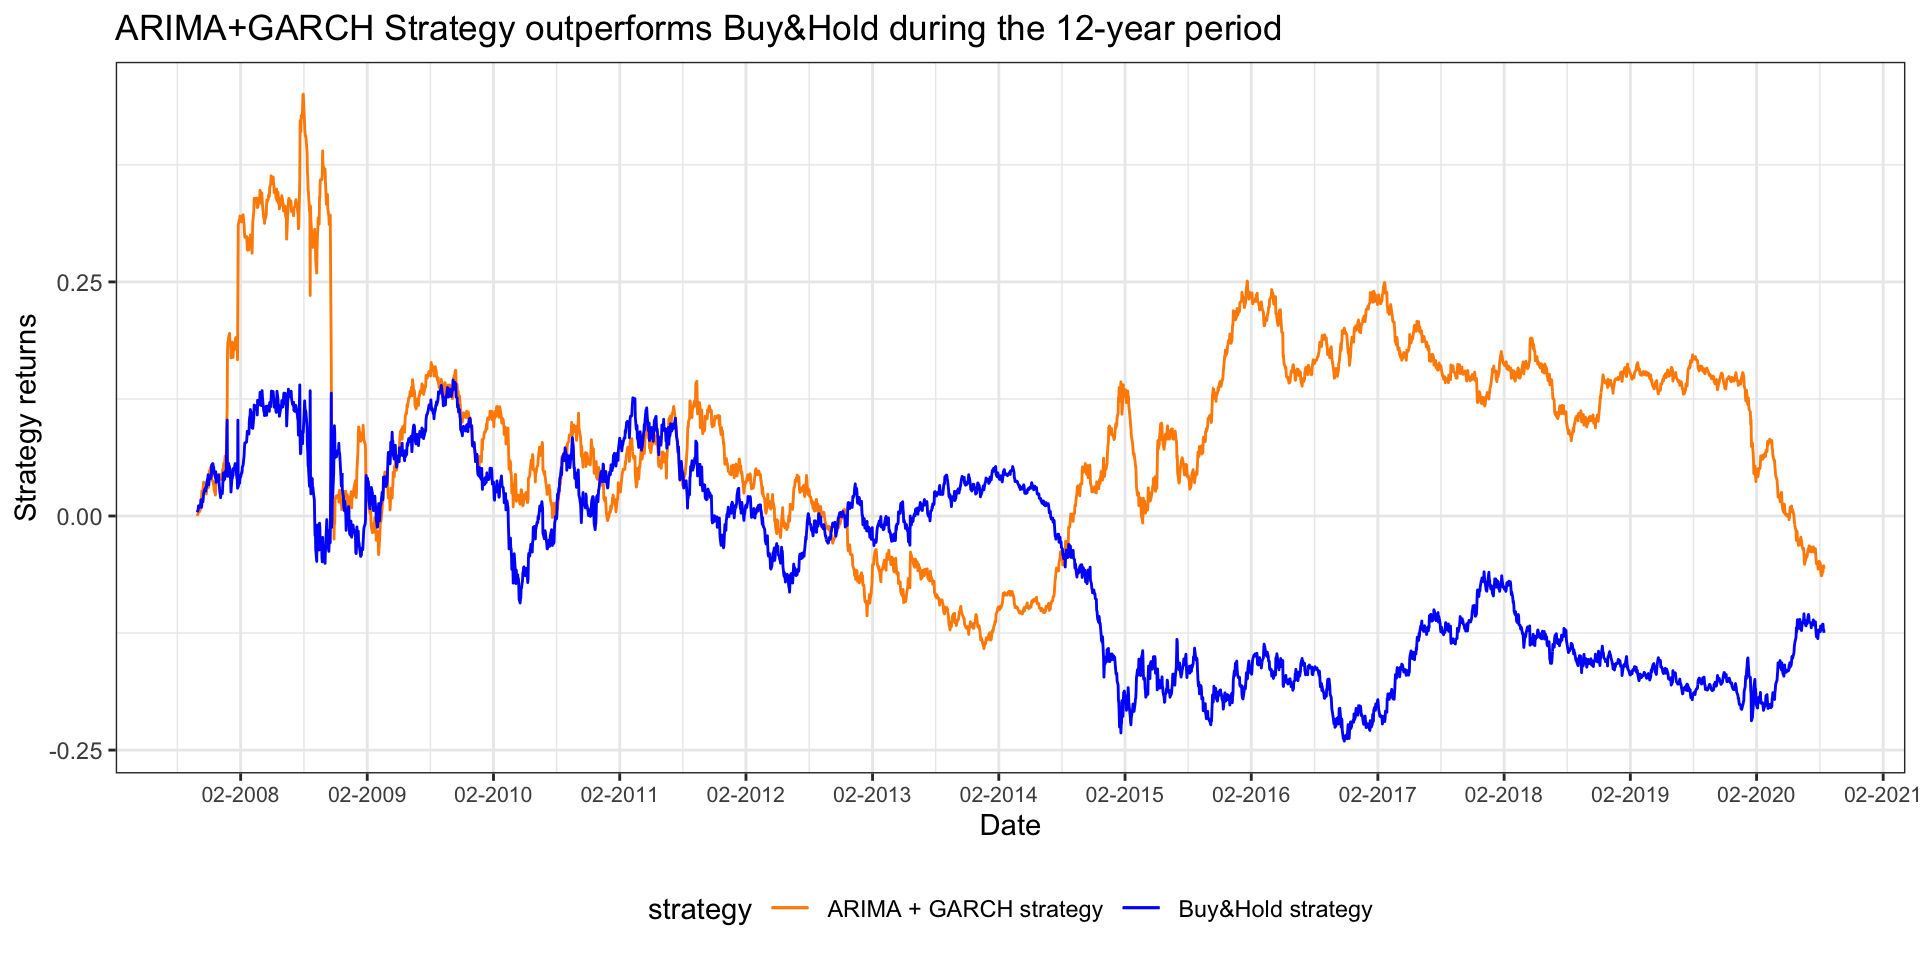 ARIMA+GARCH Strategy outperforms Buy&Hold during the 12-year period
Strategy returns
0.25
0.00
-0.25
02-2008 02-2009 02-2010 02-2011 02-2012 02-2013 02-2014 02-2015 02-2016 02-2017 02-2018 02-2019 02-2020 02-2021
Date
strategy ARIMA + GARCH strategy Buy&Hold strategy